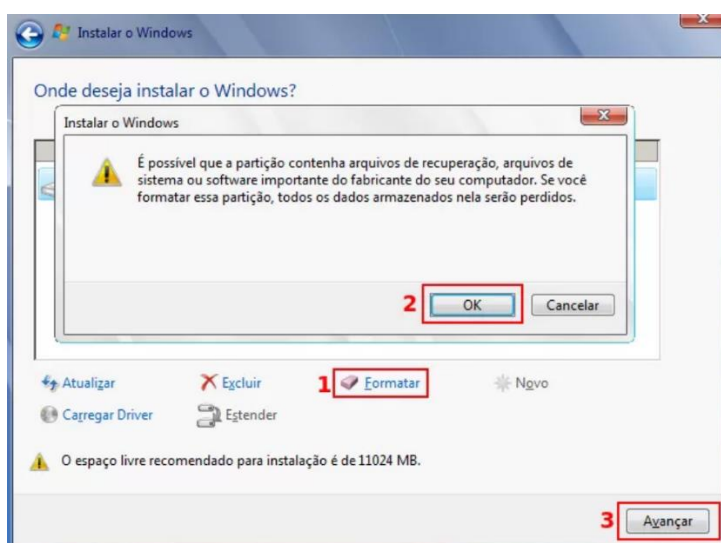 Instalar o Windows
Onde deseja instalar o Windows?
Instalar o Windows
É possível que a partição contenha arquivos de recuperação, arquivos de
sistema ou software importante do fabricante do seu computador. Se você
formatar essa partição, todos os dados armazenados nela serão perdidos.
2 OK Cancelar
Atualizar Excluir 1 Formatar Novo
Carregar Driver Estender
O espaço livre recomendado para instalação é de 11024 MB.
3 Avançar